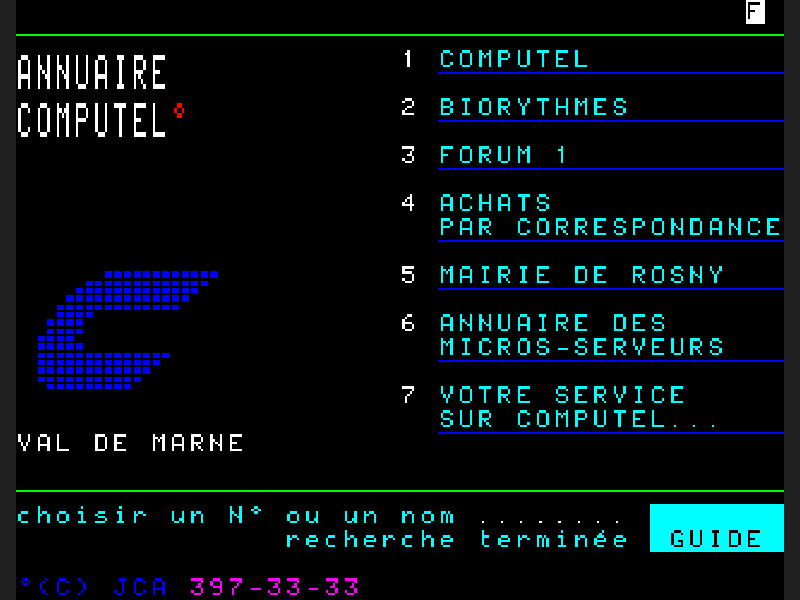 F
ANNUAIRE
COMPUTEL°
1 COMPUTEL
2 BIORYTHMES
3 FORUM 1
4 ACHATS
PAR CORRESPONDANCE
5 MAIRIE DE ROSNY
6 ANNUAIRE DES
MICROS-SERVEURS
7 VOTRE SERVICE
SUR COMPUTEL...
VAL DE MARNE
choisir un N° ou un nom ........
recherche terminée GUIDE
°(C) JCA 397-33-33